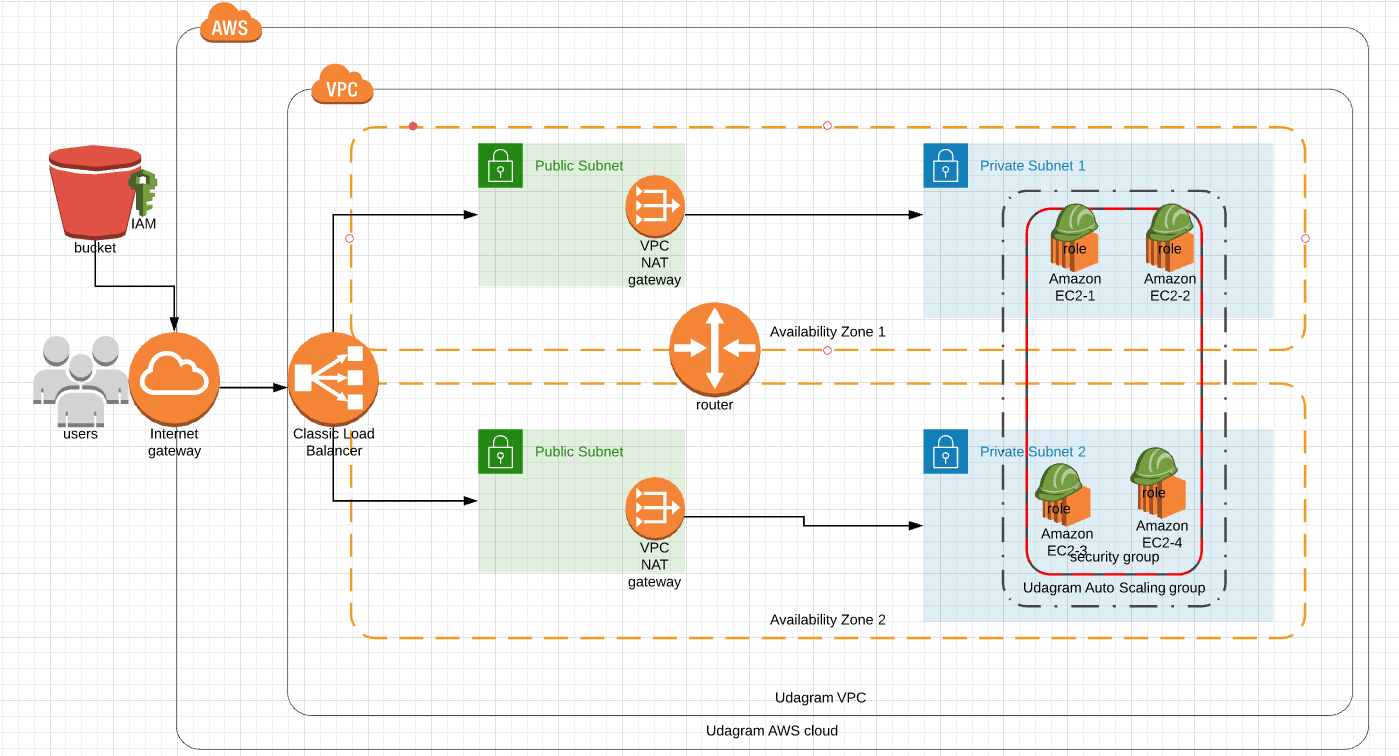 AWS
VPC
Public Subnet
Private Subnet 1
IAM
bucket
VPC
NAT
gateway
role
role
Amazon
EC2-1
Amazon
EC2-2
Availability Zone 1
router
users
Internet
gateway
Classic Load
Balancer
Public Subnet
Private Subnet 2
VPC
NAT
gateway
role
role
Amazon
EC2-3
Amazon
EC2-4
security group
Udagram Auto Scaling group
Availability Zone 2
Udagram VPC
Udagram AWS cloud